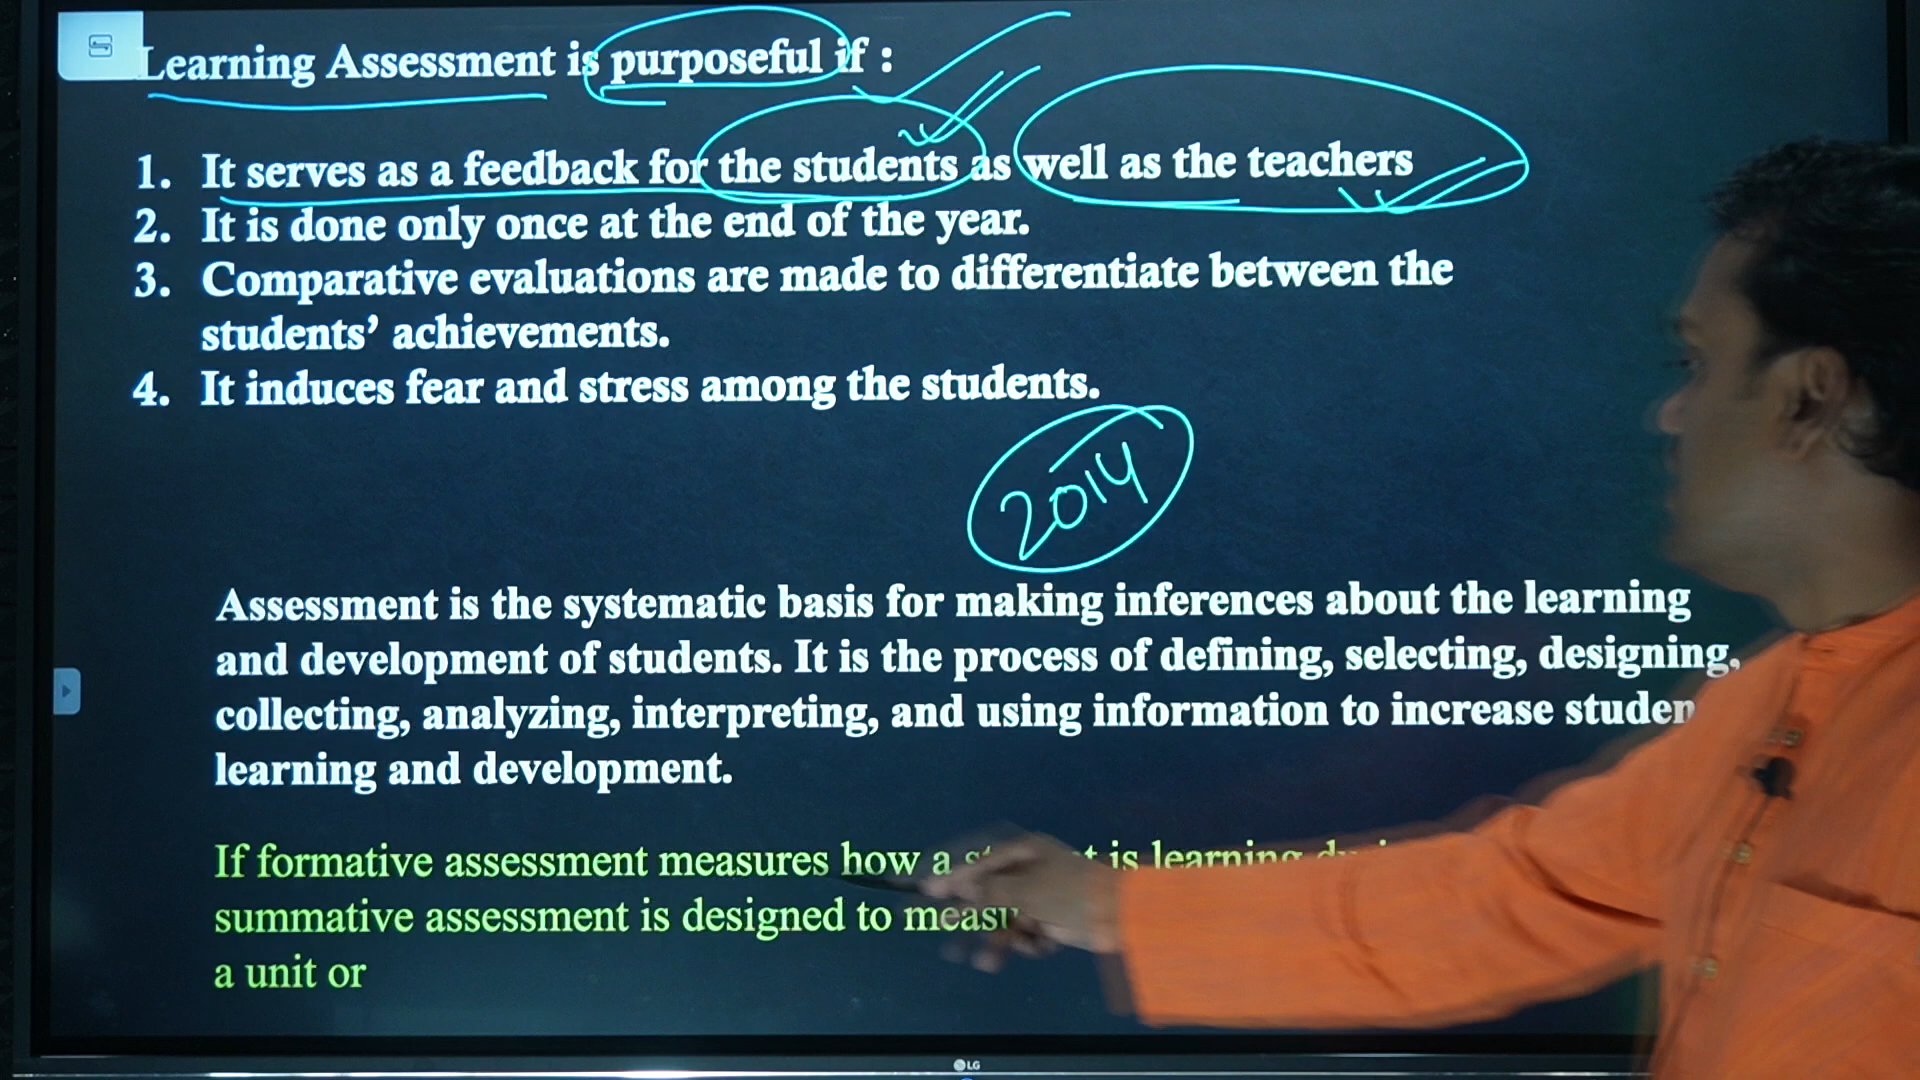 Learning Assessment is purposeful if :
1. It serves as a feedback for the students as well as the teachers
2. It is done only once at the end of the year.
3. Comparative evaluations are made to differentiate between the
students’ achievements.
4. It induces fear and stress among the students.
2014
Assessment is the systematic basis for making inferences about the learning
and development of students. It is the process of defining, selecting, designing,
collecting, analyzing, interpreting, and using information to increase
learning and development.
If formative assessment measures how a is learning
summative assessment is designed to
a unit or
LG